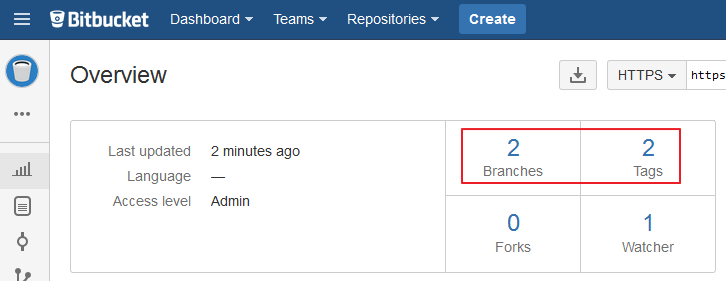 Bitbucket Dashboard Teams Repositories Create
Overview
HTTPS https
Last updated 2 minutes ago
Language —
Access level Admin
2 2
Branches Tags
0 1
Forks Watcher